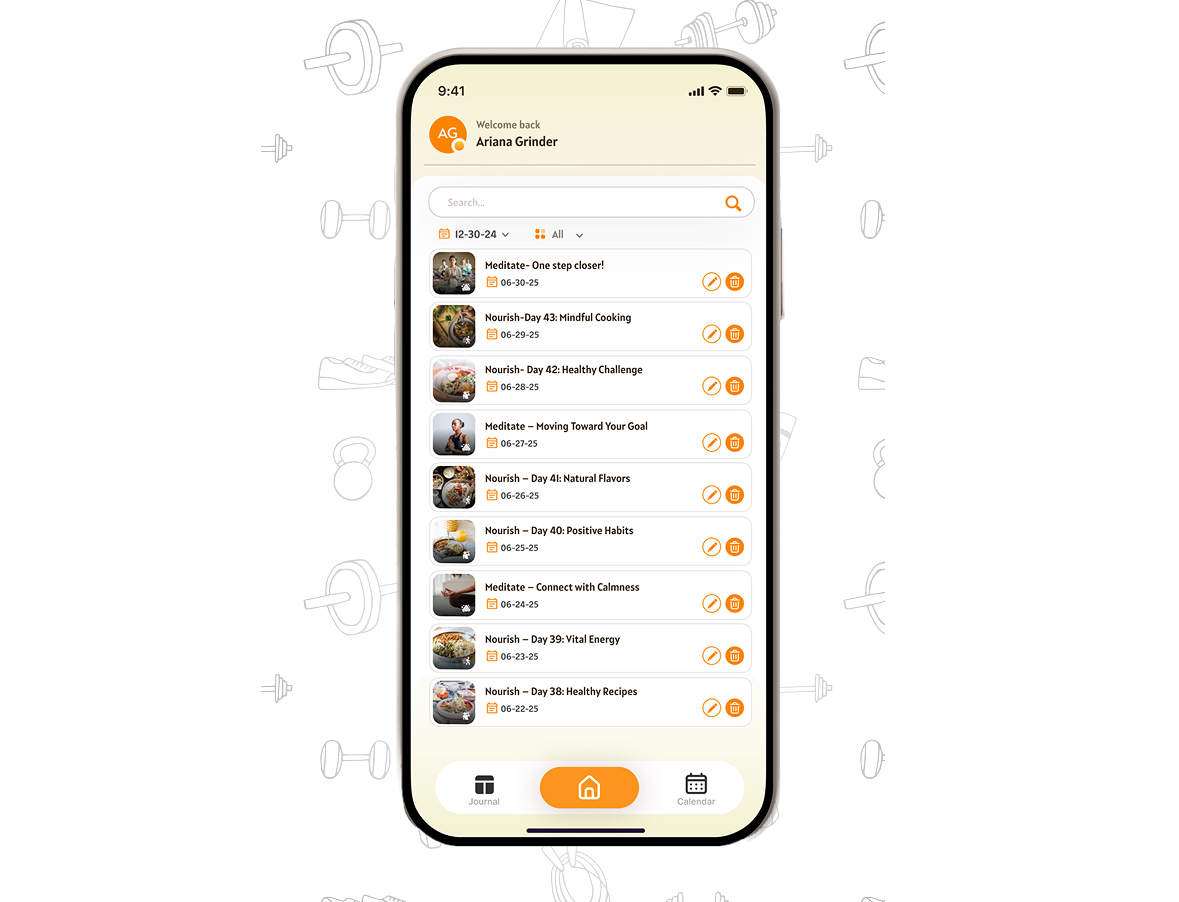 9:41
AG
Welcome back
Ariana Grinder
Search...
12-30-24
All
Meditate- One step closer!
06-30-25
Nourish-Day 43: Mindful Cooking
06-29-25
Nourish- Day 42: Healthy Challenge
06-28-25
Meditate – Moving Toward Your Goal
06-27-25
Nourish – Day 41: Natural Flavors
06-26-25
Nourish – Day 40: Positive Habits
06-25-25
Meditate – Connect with Calmness
06-24-25
Nourish – Day 39: Vital Energy
06-23-25
Nourish – Day 38: Healthy Recipes
06-22-25
Journal
Calendar